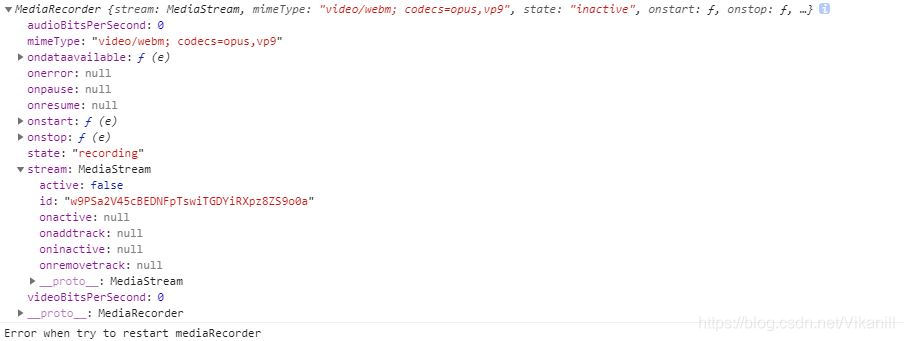 ▼MediaRecorder {stream: MediaStream, mimeType: "video/webm; codecs=opus,vp9", state: "inactive", onstart: ƒ, onstop: ƒ, …} i
audioBitsPerSecond: 0
mimeType: "video/webm; codecs=opus,vp9"
▶ondataavailable: ƒ (e)
onerror: null
onpause: null
onresume: null
▶onstart: ƒ (e)
▶onstop: ƒ (e)
state: "recording"
▼stream: MediaStream
active: false
id: "w9PSa2V45cBEDNFpTswiTGDYiRXpz8ZS9o0a"
onactive: null
onaddtrack: null
oninactive: null
onremovetrack: null
▶__proto__: MediaStream
videoBitsPerSecond: 0
▶__proto__: MediaRecorder
Error when try to restart mediaRecorder
https://blog.csdn.net/Vikanill